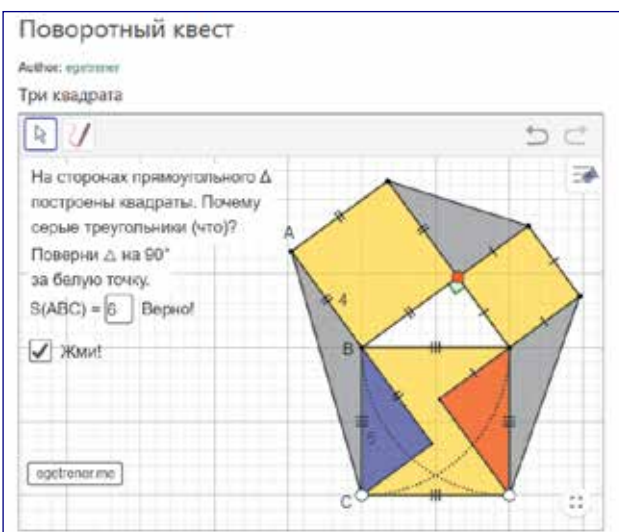 Поворотный квест
Author: egetrener
Три квадрата
На сторонах прямоугольного Δ
построены квадраты. Почему
серые треугольники (что)?
Поверни △ на 90°
за белую точку.
S(ABC) = 6 Верно!
Жми!
egetrener.me
A
4
B
5
C